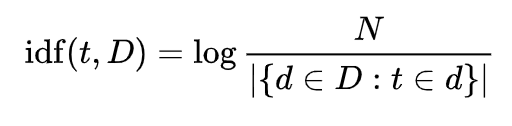 idf(t, D) = log N / |{d ∈ D : t ∈ d}|